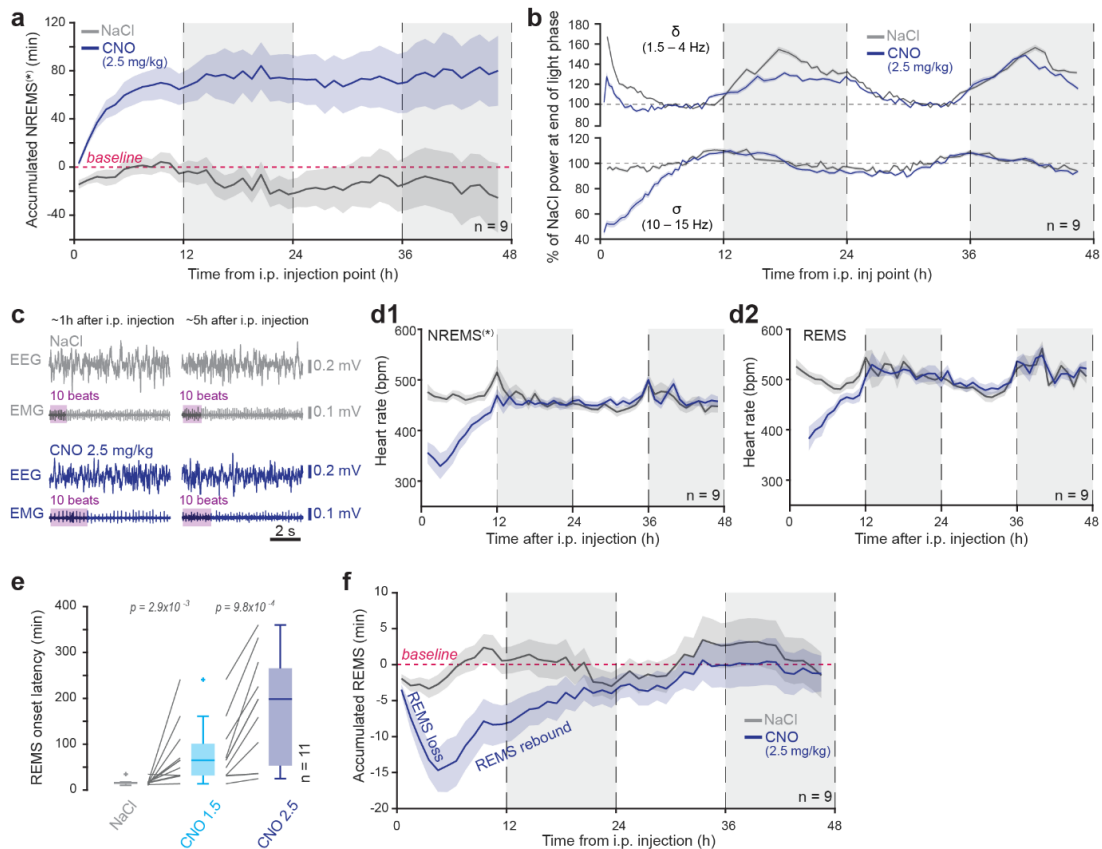 a
Accumulated NREMS(*) (min)
120
80
40
0
-40
baseline
NaCl
CNO
(2.5 mg/kg)
n = 9
0 12 24 36 48
Time from i.p. injection point (h)
b
% of NaCl power at end of light phase
180
160
140
120
100
80
120
100
80
60
40
δ
(1.5 – 4 Hz)
NaCl
CNO
(2.5 mg/kg)
σ
(10 – 15 Hz)
n = 9
0 12 24 36 48
Time from i.p. inj point (h)
c
~1h after i.p. injection ~5h after i.p. injection
NaCl
EEG
0.2 mV
10 beats 10 beats
EMG
0.1 mV
CNO 2.5 mg/kg
EEG
0.2 mV
10 beats 10 beats
EMG
0.1 mV
2 s
d1
NREMS(*)
Heart rate (bpm)
600
500
400
300
n = 9
0 12 24 36 48
Time after i.p. injection (h)
d2
REMS
Heart rate (bpm)
600
500
400
300
n = 9
0 12 24 36 48
Time after i.p. injection (h)
e
REMS onset latency (min)
400
350
300
250
200
150
100
50
0
p = 2.9x10 -3 p = 9.8x10 -4
n = 11
NaCl
CNO 1.5
CNO 2.5
f
Accumulated REMS (min)
10
5
0
-5
-10
-15
-20
baseline
REMS loss
REMS rebound
NaCl
CNO
(2.5 mg/kg)
n = 9
0 12 24 36 48
Time from i.p. injection (h)